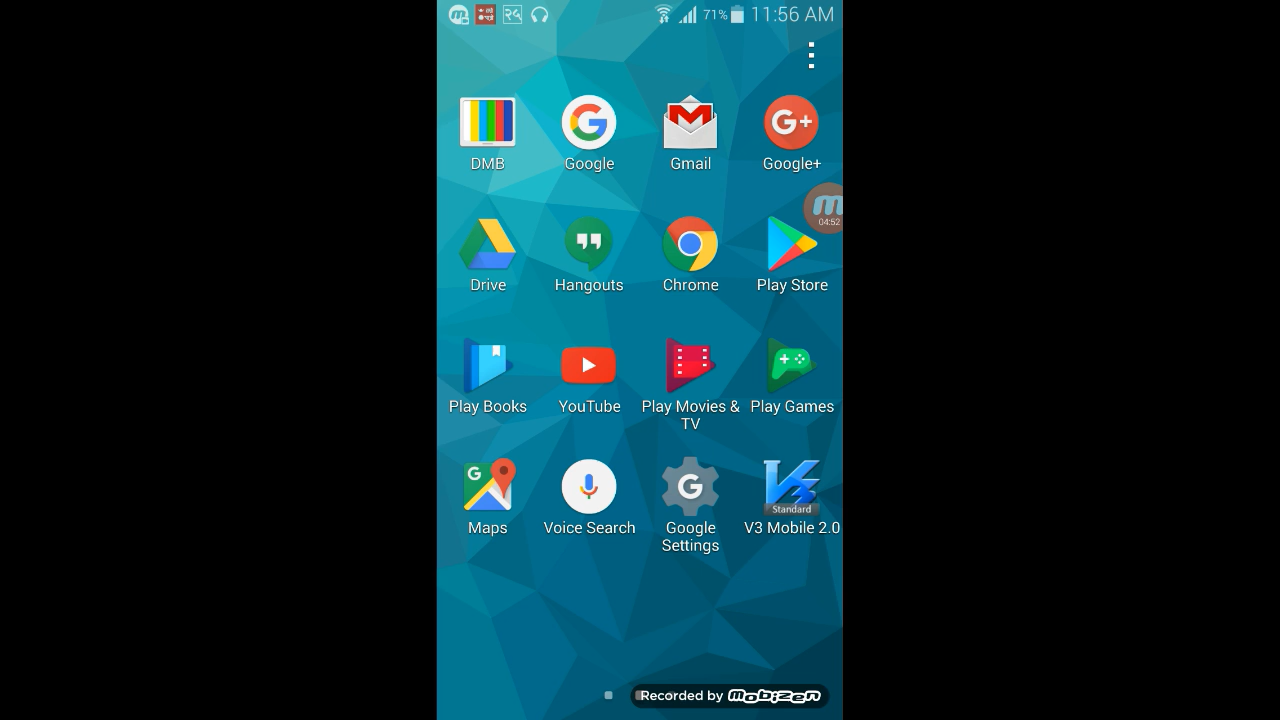 २५ 71% 11:56 AM
DMB Google Gmail Google+
04:52
Drive Hangouts Chrome Play Store
Play Books YouTube Play Movies & Play Games
TV
Standard
Maps Voice Search Google V3 Mobile 2.0
Settings
Recorded by mobizen